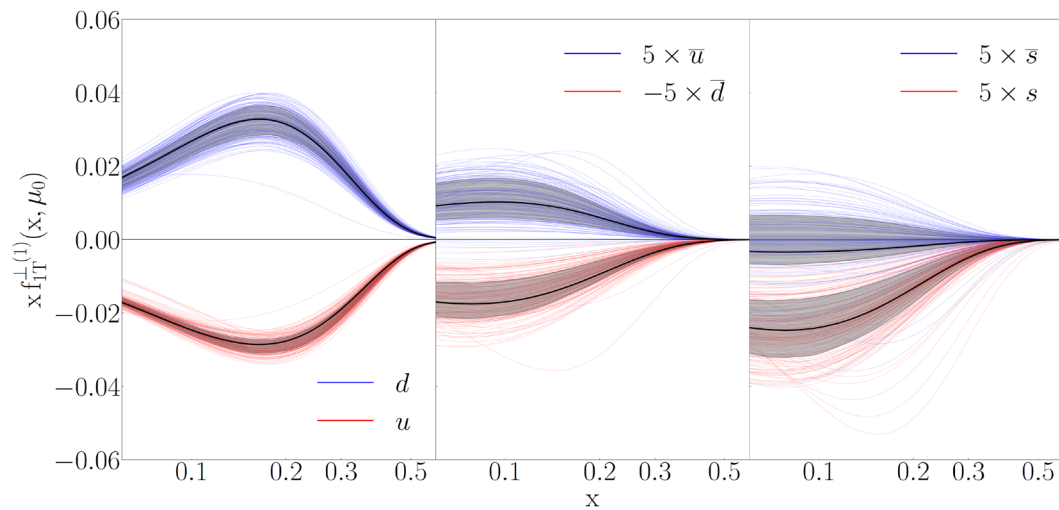 x f_{1T}^{⊥(1)}(x, μ₀)
0.06
0.04
0.02
0.00
−0.02
−0.04
−0.06
d
u
5 × u̅
−5 × d̅
5 × s̅
5 × s
0.1 0.2 0.3 0.5 0.1 0.2 0.3 0.5 0.1 0.2 0.3 0.5
x